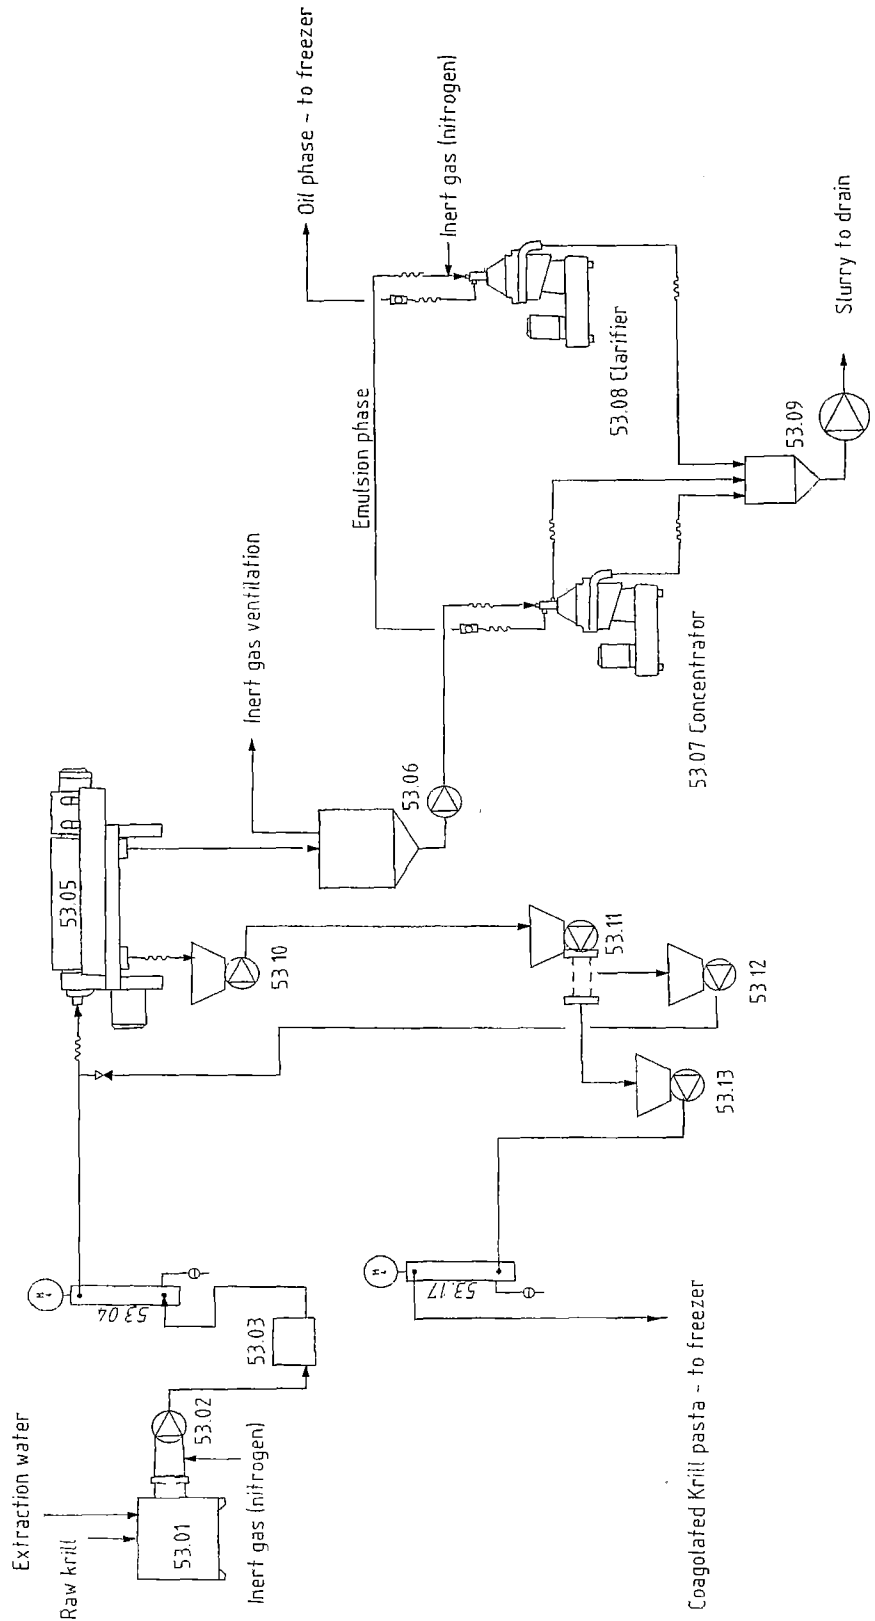 Raw krill
Extraction water
53.01
Inert gas (nitrogen)
53.02
53.03
53.04
53.05
53 10
Inert gas ventilation
53.06
53.11
53 12
53.13
53.17
Coagolated Krill pasta - to freezer
Emulsion phase
53.07 Concentrator
Oil phase - to freezer
Inert gas (nitrogen)
53.08 Clarifier
53.09
Slurry to drain